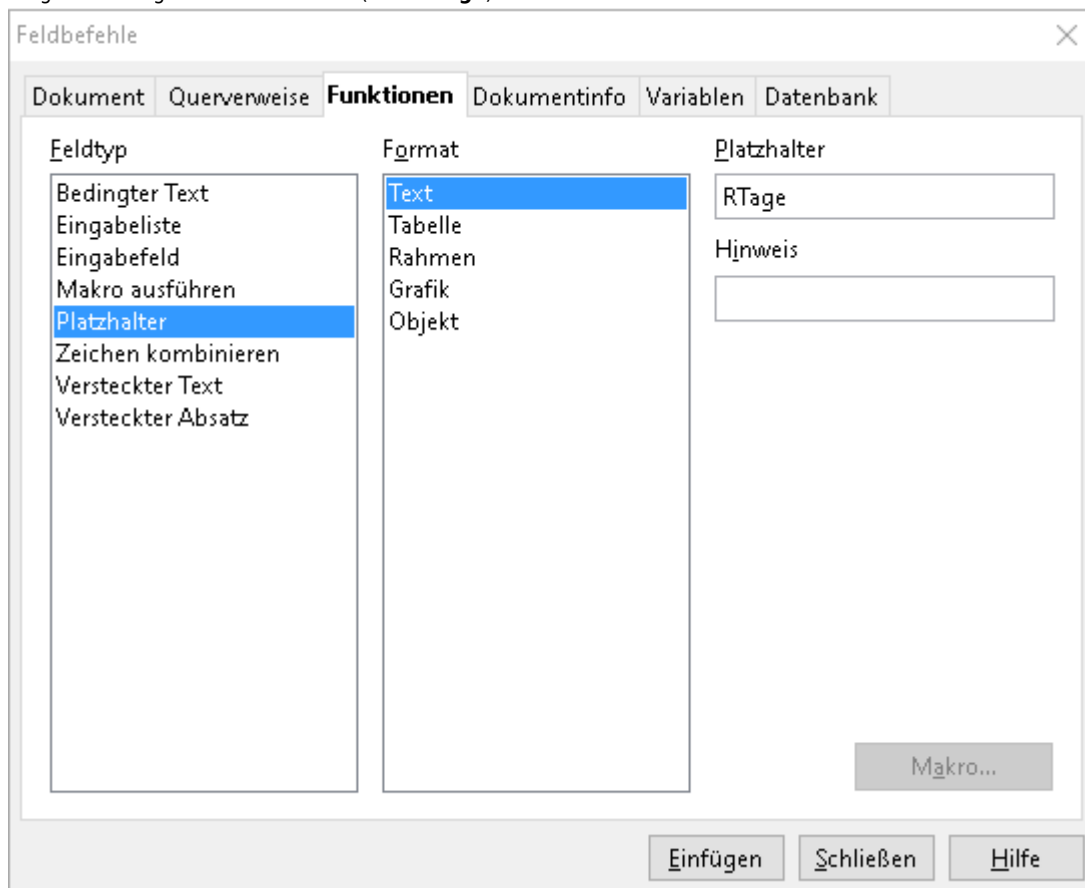 Feldbefehle
Dokument Querverweise Funktionen Dokumentinfo Variablen Datenbank
Feldtyp
Bedingter Text
Eingabeliste
Eingabefeld
Makro ausführen
Platzhalter
Zeichen kombinieren
Versteckter Text
Versteckter Absatz
Format
Text
Tabelle
Rahmen
Grafik
Objekt
Platzhalter
RTage
Hinweis
Makro...
Einfügen Schließen Hilfe